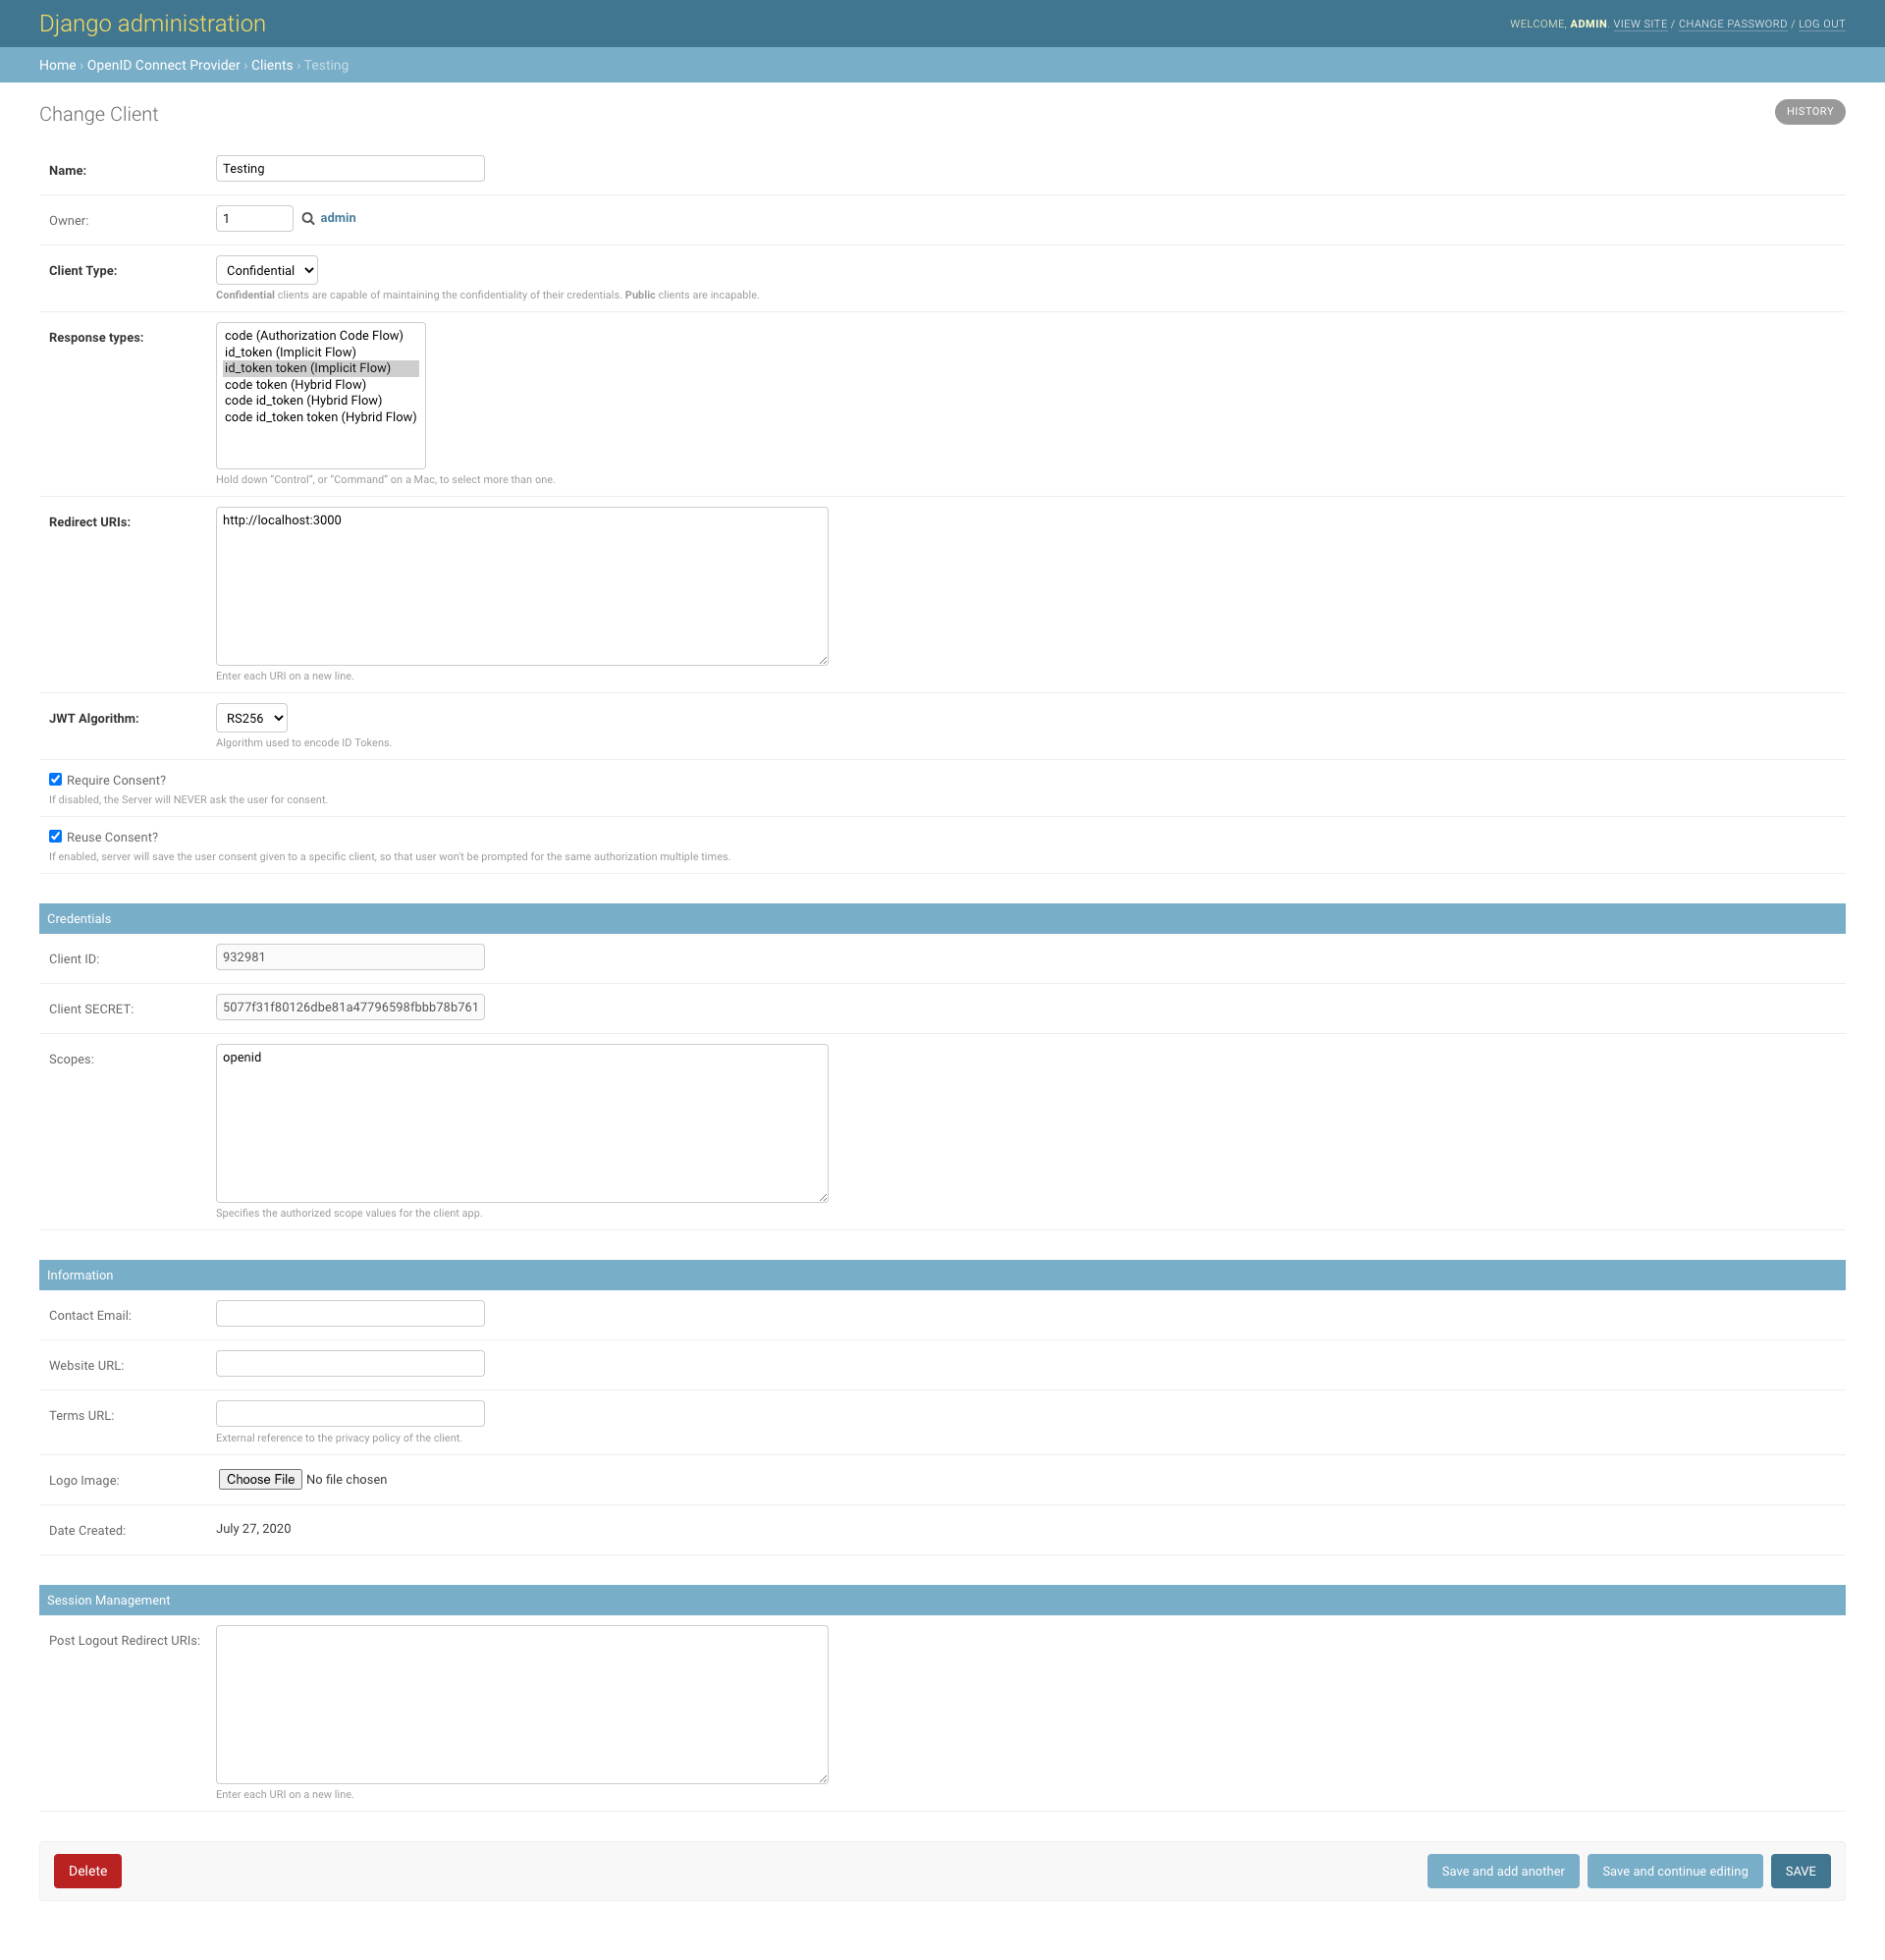 Django administration
WELCOME, ADMIN. VIEW SITE / CHANGE PASSWORD / LOG OUT
Home › OpenID Connect Provider › Clients › Testing
Change Client
HISTORY
Name:
Testing
Owner:
1
admin
Client Type:
Confidential
Confidential clients are capable of maintaining the confidentiality of their credentials. Public clients are incapable.
Response types:
code (Authorization Code Flow)
id_token (Implicit Flow)
id_token token (Implicit Flow)
code token (Hybrid Flow)
code id_token (Hybrid Flow)
code id_token token (Hybrid Flow)
Hold down “Control”, or “Command” on a Mac, to select more than one.
Redirect URIs:
http://localhost:3000
Enter each URI on a new line.
JWT Algorithm:
RS256
Algorithm used to encode ID Tokens.
Require Consent?
If disabled, the Server will NEVER ask the user for consent.
Reuse Consent?
If enabled, server will save the user consent given to a specific client, so that user won't be prompted for the same authorization multiple times.
Credentials
Client ID:
932981
Client SECRET:
5077f31f80126dbe81a47796598fbbb78b761
Scopes:
openid
Specifies the authorized scope values for the client app.
Information
Contact Email:
Website URL:
Terms URL:
External reference to the privacy policy of the client.
Logo Image:
Choose File No file chosen
Date Created:
July 27, 2020
Session Management
Post Logout Redirect URIs:
Enter each URI on a new line.
Delete
Save and add another
Save and continue editing
SAVE